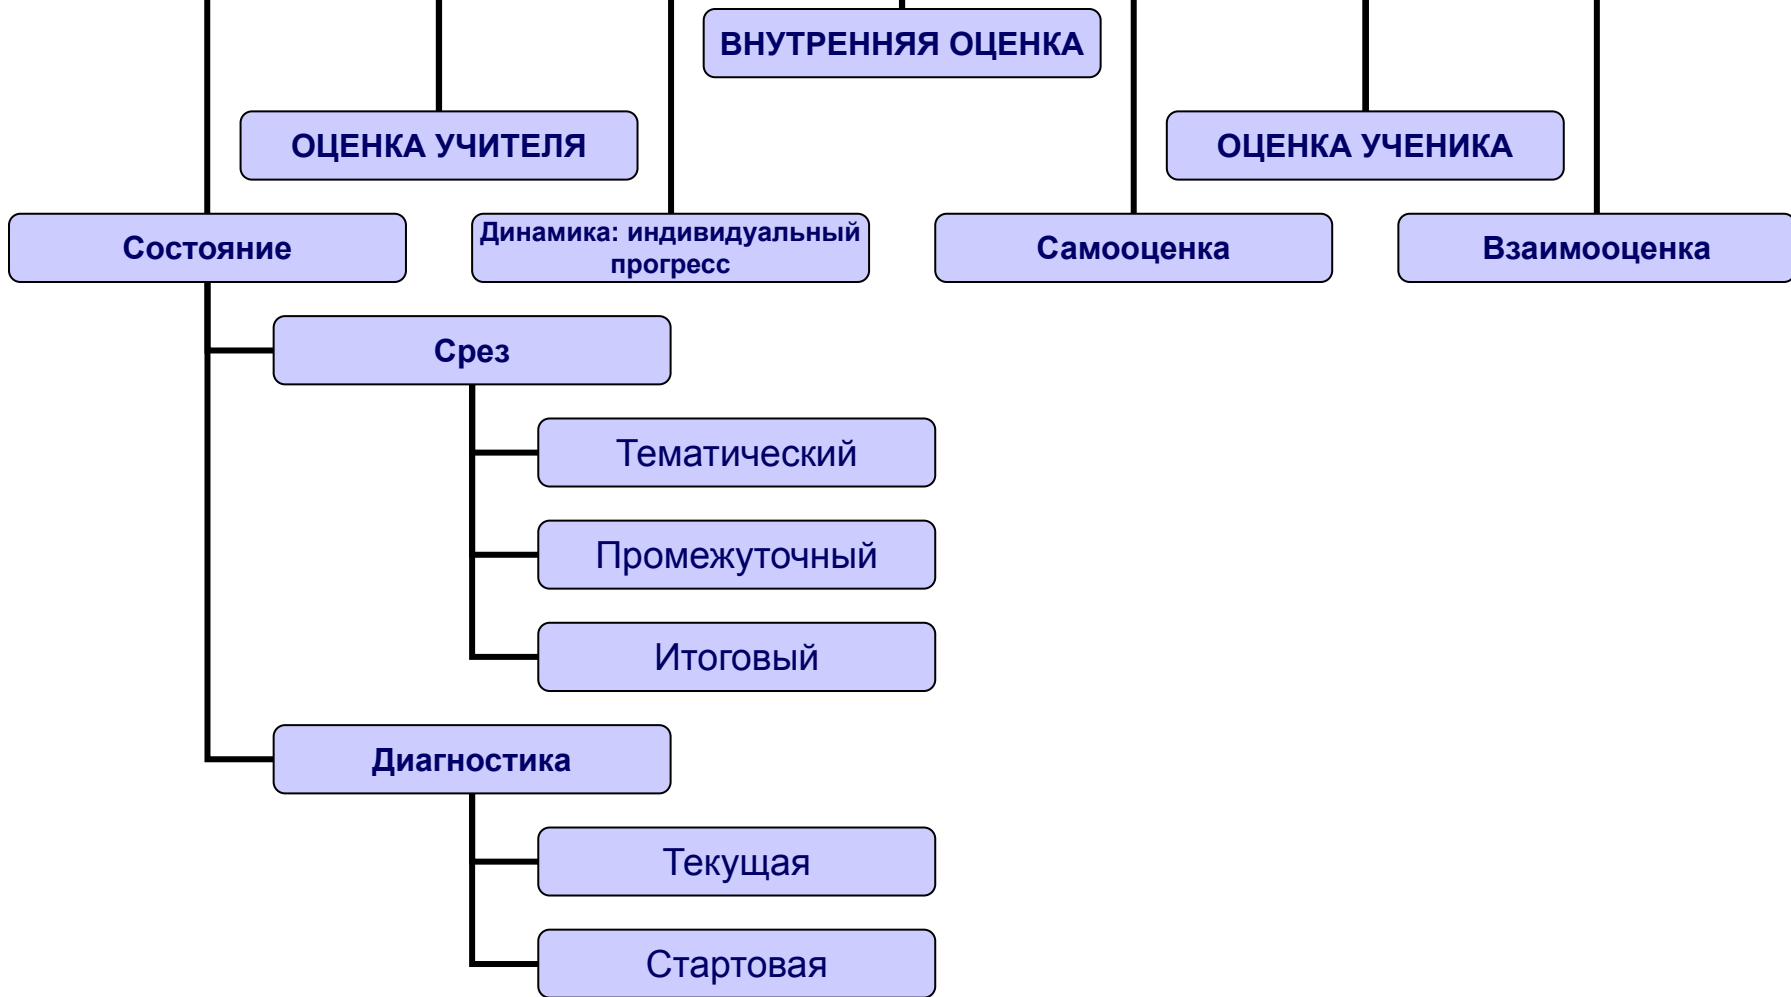 ВНУТРЕННЯЯ ОЦЕНКА
ОЦЕНКА УЧИТЕЛЯ
ОЦЕНКА УЧЕНИКА
Состояние
Динамика: индивидуальный
прогресс
Самооценка
Взаимооценка
Срез
Тематический
Промежуточный
Итоговый
Диагностика
Текущая
Стартовая